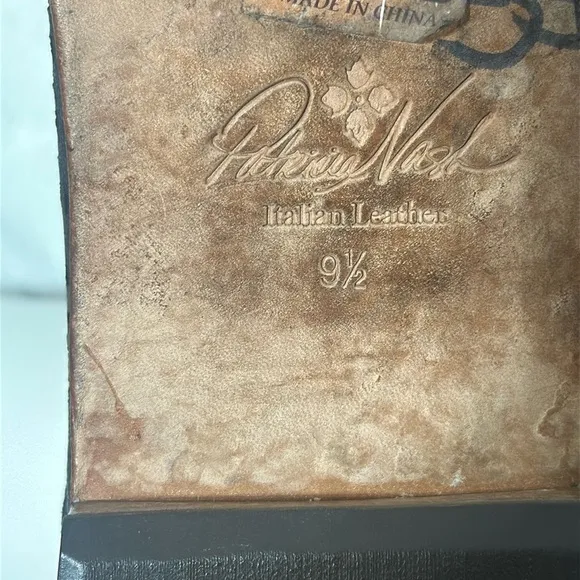 MADE IN CHINA
Patricia Nash
Italian Leather
9½